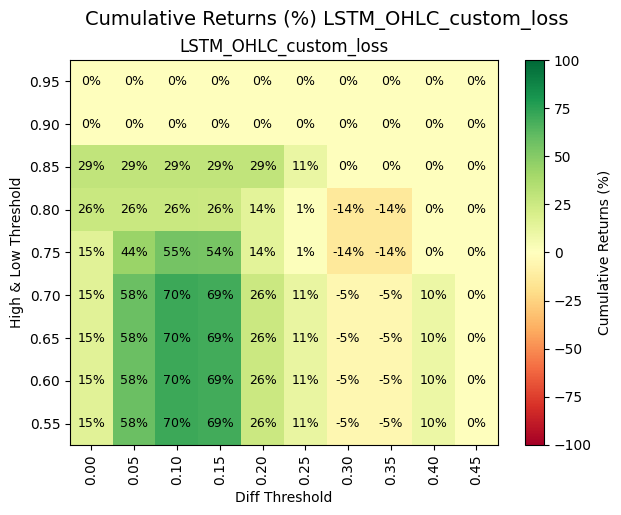 Cumulative Returns (%) LSTM_OHLC_custom_loss
LSTM_OHLC_custom_loss
High & Low Threshold
0.95 0% 0% 0% 0% 0% 0% 0% 0% 0% 0%
0.90 0% 0% 0% 0% 0% 0% 0% 0% 0% 0%
0.85 29% 29% 29% 29% 29% 11% 0% 0% 0% 0%
0.80 26% 26% 26% 26% 14% 1% -14% -14% 0% 0%
0.75 15% 44% 55% 54% 14% 1% -14% -14% 0% 0%
0.70 15% 58% 70% 69% 26% 11% -5% -5% 10% 0%
0.65 15% 58% 70% 69% 26% 11% -5% -5% 10% 0%
0.60 15% 58% 70% 69% 26% 11% -5% -5% 10% 0%
0.55 15% 58% 70% 69% 26% 11% -5% -5% 10% 0%
0.00 0.05 0.10 0.15 0.20 0.25 0.30 0.35 0.40 0.45
Diff Threshold
100
75
50
25
0
−25
−50
−75
−100
Cumulative Returns (%)